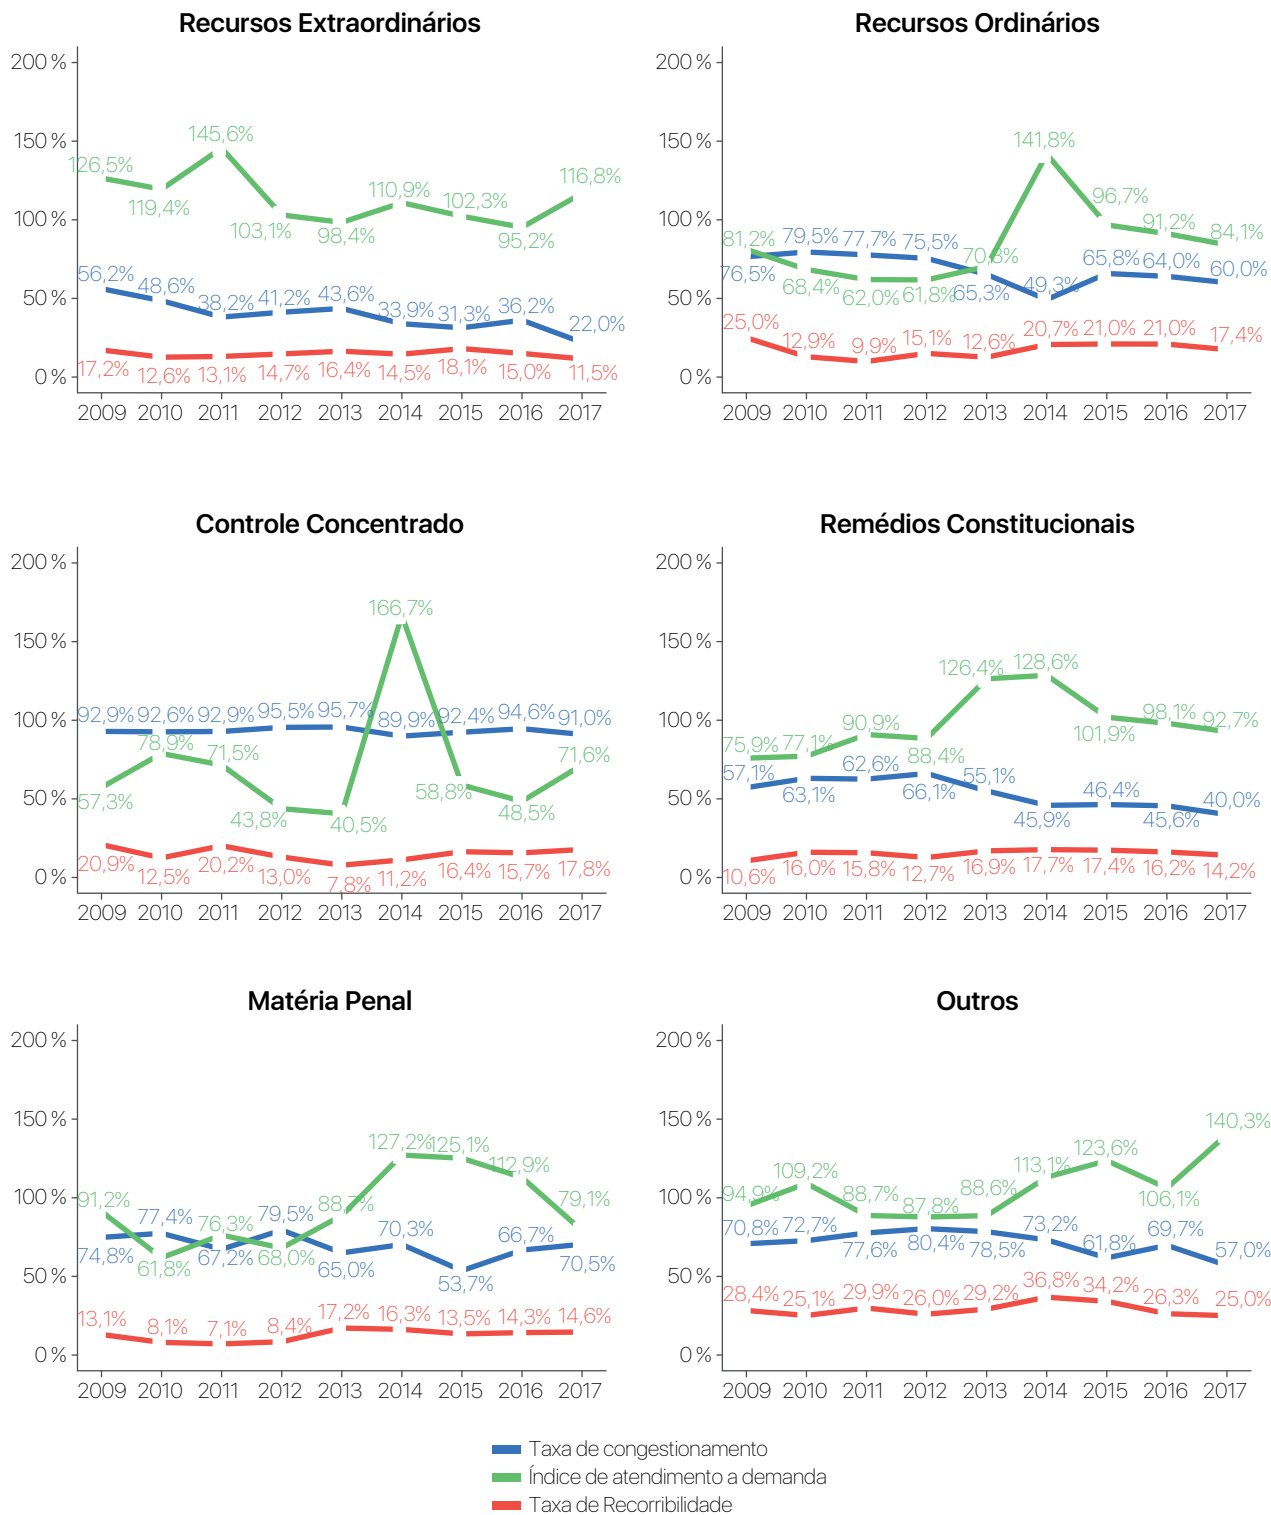 Recursos Extraordinários
200 %
150 %
100 %
50 %
0 %
126,5% 119,4% 145,6% 103,1% 98,4% 110,9% 102,3% 95,2% 116,8%
56,2% 48,6% 38,2% 41,2% 43,6% 33,9% 31,3% 36,2% 22,0%
17,2% 12,6% 13,1% 14,7% 16,4% 14,5% 18,1% 15,0% 11,5%
2009 2010 2011 2012 2013 2014 2015 2016 2017
Recursos Ordinários
200 %
150 %
100 %
50 %
0 %
81,2% 68,4% 62,0% 61,8% 70,8% 141,8% 96,7% 91,2% 84,1%
76,5% 79,5% 77,7% 75,5% 65,3% 49,3% 65,8% 64,0% 60,0%
25,0% 12,9% 9,9% 15,1% 12,6% 20,7% 21,0% 21,0% 17,4%
2009 2010 2011 2012 2013 2014 2015 2016 2017
Controle Concentrado
200 %
150 %
100 %
50 %
0 %
92,9% 92,6% 92,9% 95,5% 95,7% 89,9% 92,4% 94,6% 91,0%
57,3% 78,9% 71,5% 43,8% 40,5% 166,7% 58,8% 48,5% 71,6%
20,9% 12,5% 20,2% 13,0% 7,8% 11,2% 16,4% 15,7% 17,8%
2009 2010 2011 2012 2013 2014 2015 2016 2017
Remédios Constitucionais
200 %
150 %
100 %
50 %
0 %
75,9% 77,1% 90,9% 88,4% 126,4% 128,6% 101,9% 98,1% 92,7%
57,1% 63,1% 62,6% 66,1% 55,1% 45,9% 46,4% 45,6% 40,0%
10,6% 16,0% 15,8% 12,7% 16,9% 17,7% 17,4% 16,2% 14,2%
2009 2010 2011 2012 2013 2014 2015 2016 2017
Matéria Penal
200 %
150 %
100 %
50 %
0 %
91,2% 61,8% 76,3% 68,0% 88,7% 127,2% 125,1% 112,9% 79,1%
74,8% 77,4% 67,2% 79,5% 65,0% 70,3% 53,7% 66,7% 70,5%
13,1% 8,1% 7,1% 8,4% 17,2% 16,3% 13,5% 14,3% 14,6%
2009 2010 2011 2012 2013 2014 2015 2016 2017
Outros
200 %
150 %
100 %
50 %
0 %
94,9% 109,2% 88,7% 87,8% 88,6% 113,1% 123,6% 106,1% 140,3%
70,8% 72,7% 77,6% 80,4% 78,5% 73,2% 61,8% 69,7% 57,0%
28,4% 25,1% 29,9% 26,0% 29,2% 36,8% 34,2% 26,3% 25,0%
2009 2010 2011 2012 2013 2014 2015 2016 2017
Taxa de congestionamento
Índice de atendimento a demanda
Taxa de Recorribilidade